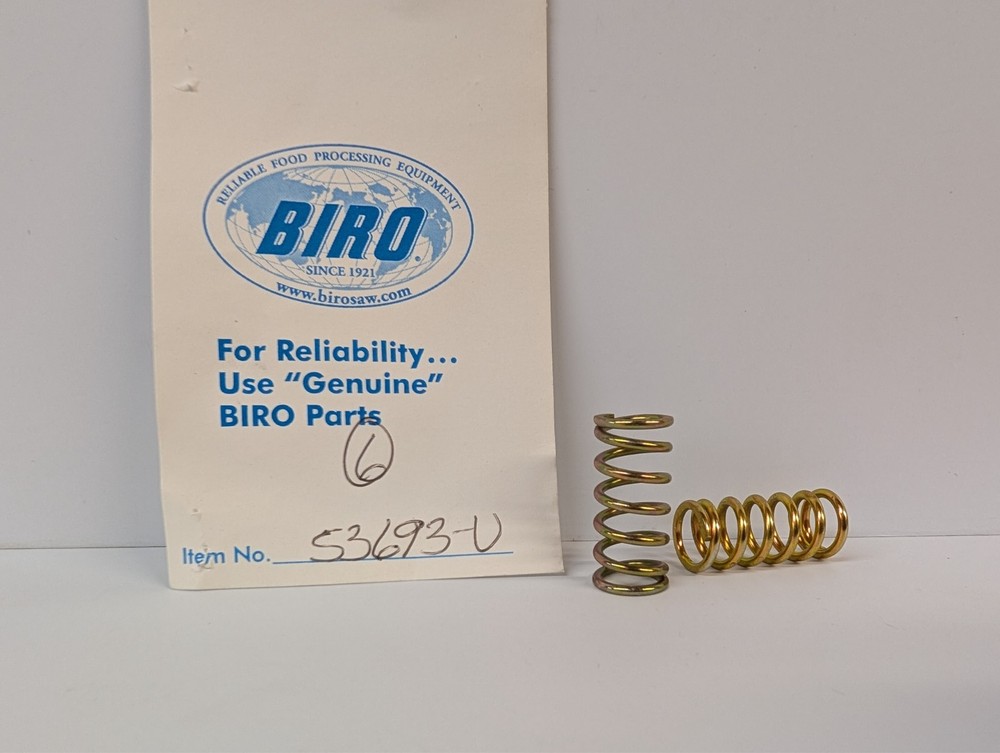 RELIABLE FOOD PROCESSING EQUIPMENT
BIRO.
SINCE 1921
www.birosaw.com
For Reliability...
Use “Genuine”
BIRO Parts
6
Item No. 53693-U